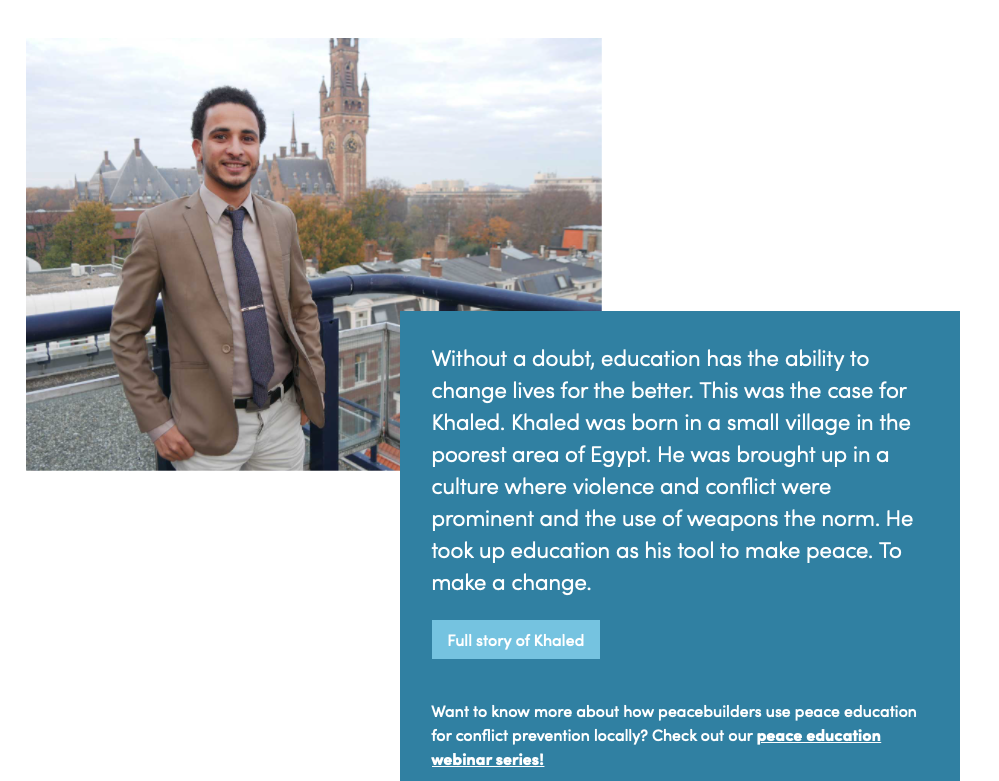 Without a doubt, education has the ability to
change lives for the better. This was the case for
Khaled. Khaled was born in a small village in the
poorest area of Egypt. He was brought up in a
culture where violence and conflict were
prominent and the use of weapons the norm. He
took up education as his tool to make peace. To
make a change.
Full story of Khaled
Want to know more about how peacebuilders use peace education
for conflict prevention locally? Check out our peace education
webinar series!